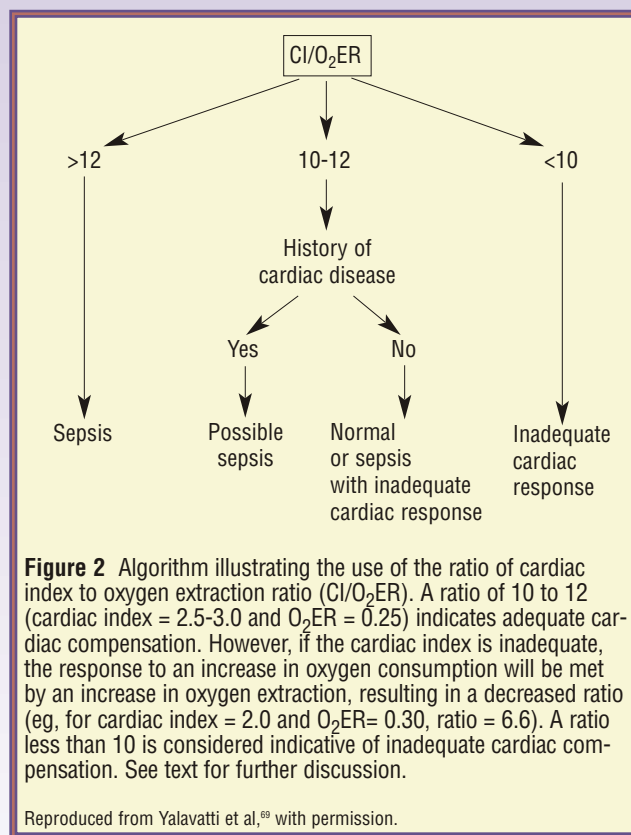 CI/O₂ER
>12 10-12 <10
History of
cardiac disease
Yes No
Sepsis
Possible
sepsis
Normal
or sepsis
with inadequate
cardiac response
Inadequate
cardiac
response
Figure 2 Algorithm illustrating the use of the ratio of cardiac
index to oxygen extraction ratio (CI/O₂ER). A ratio of 10 to 12
(cardiac index = 2.5-3.0 and O₂ER = 0.25) indicates adequate car-
diac compensation. However, if the cardiac index is inadequate,
the response to an increase in oxygen consumption will be met
by an increase in oxygen extraction, resulting in a decreased ratio
(eg, for cardiac index = 2.0 and O₂ER= 0.30, ratio = 6.6). A ratio
less than 10 is considered indicative of inadequate cardiac com-
pensation. See text for further discussion.
Reproduced from Yalavatti et al,⁶⁹ with permission.